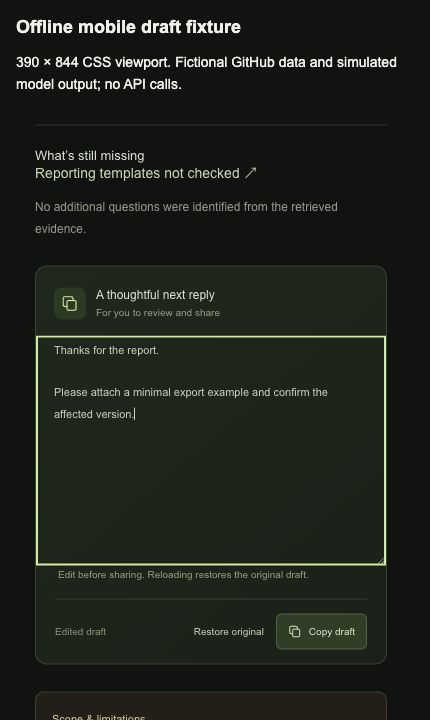 Offline mobile draft fixture
390 × 844 CSS viewport. Fictional GitHub data and simulated
model output; no API calls.
What's still missing
Reporting templates not checked ↗
No additional questions were identified from the retrieved
evidence.
A thoughtful next reply
For you to review and share
Thanks for the report.
Please attach a minimal export example and confirm the
affected version.
Edit before sharing. Reloading restores the original draft.
Edited draft
Restore original
Copy draft
Scope & limitations